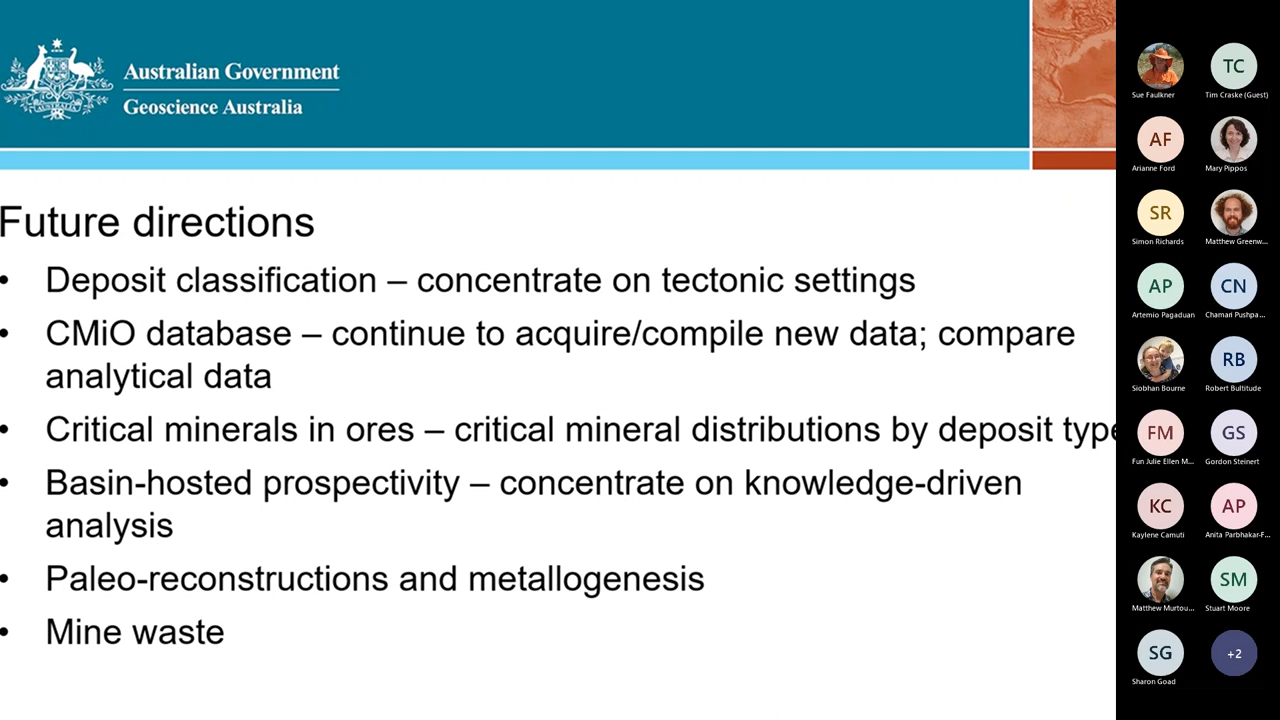 Australian Government
Geoscience Australia
Future directions
• Deposit classification – concentrate on tectonic settings
• CMiO database – continue to acquire/compile new data; compare
analytical data
• Critical minerals in ores – critical mineral distributions by deposit type
• Basin-hosted prospectivity – concentrate on knowledge-driven
analysis
• Paleo-reconstructions and metallogenesis
• Mine waste
Sue Faulkner
TC
Tim Craske (Guest)
AF
Arianne Ford
Mary Pippos
SR
Simon Richards
Matthew Greenw...
AP
Artemio Pagaduan
CN
Chamari Pushpa...
Siobhan Bourne
RB
Robert Bultitude
FM
Fun Julie Ellen M...
GS
Gordon Steinert
KC
Kaylene Camuti
AP
Anita Parbhakar-F...
Matthew Murtou...
SM
Stuart Moore
SG
Sharon Goad
+2